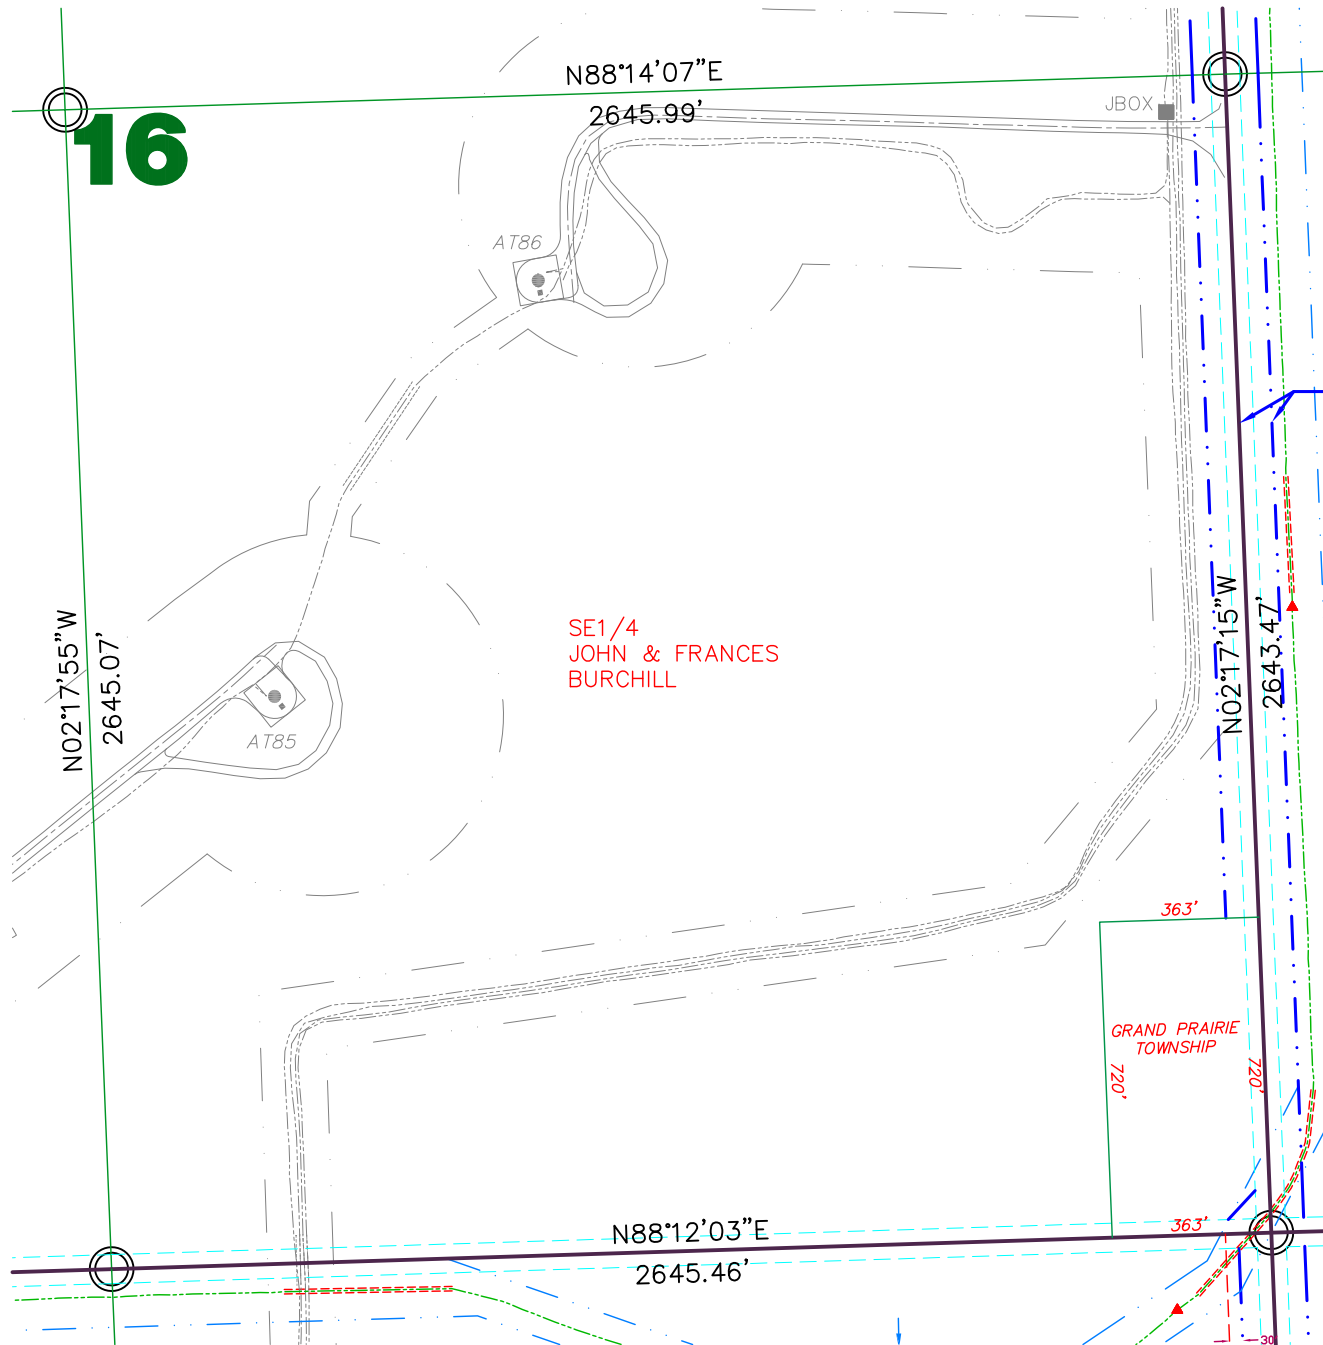 N88°14'07"E
2645.99'
JBOX
16
AT86
N02°17'55"W
2645.07'
SE1/4
JOHN & FRANCES
BURCHILL
N02°17'15"W
2643.47'
AT85
363'
GRAND PRAIRIE
TOWNSHIP
720'
720'
363'
N88°12'03"E
2645.46'
30'